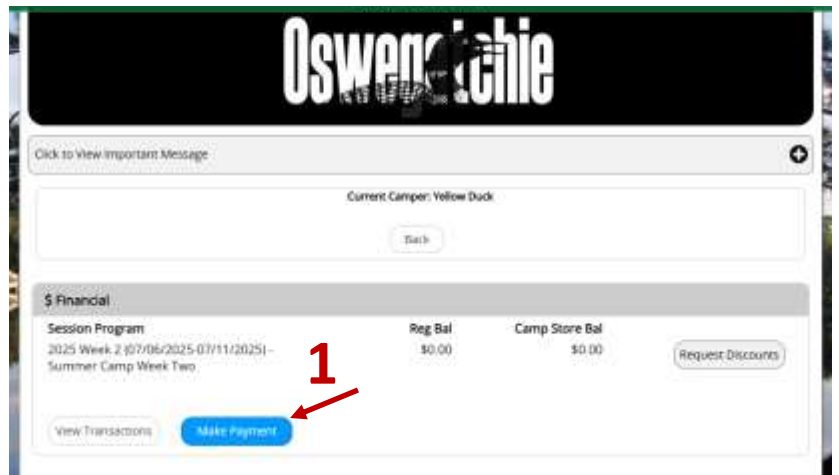 Oswegatchie
Click to View Important Message
Current Camper: Yellow Duck
Back
$ Financial
Session Program Reg Bal Camp Store Bal
2025 Week 2 (07/06/2025-07/11/2025) - $0.00 $0.00 Request Discounts
Summer Camp Week Two
1
View Transactions Make Payment